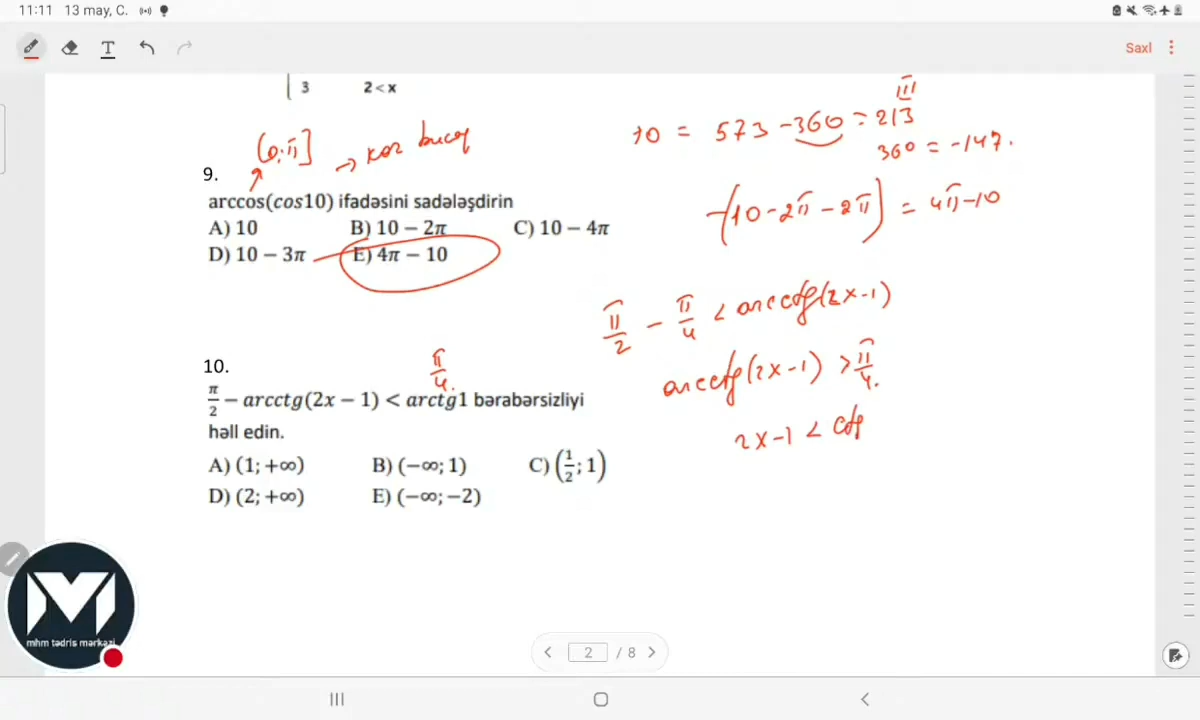 11:11 13 may, C.
T
Saxl
3 2 < x
(0;π] → kor bucaq
10 = 573 - 360 = 213
III
360 = -147.
9.
arccos(cos10) ifadəsini sadələşdirin
A) 10 B) 10 − 2π C) 10 − 4π
D) 10 − 3π E) 4π − 10
-(10-2π-2π) = 4π-10
π/2 - π/4 < arcctg(2x-1)
arcctg(2x-1) > π/4.
2x-1 < ctg
10.
π/4.
π/2 − arcctg(2x − 1) < arctg1 bərabərsizliyi
həll edin.
A) (1; +∞) B) (−∞; 1) C) (1/2; 1)
D) (2; +∞) E) (−∞; −2)
mhm tədris mərkəzi
2 / 8